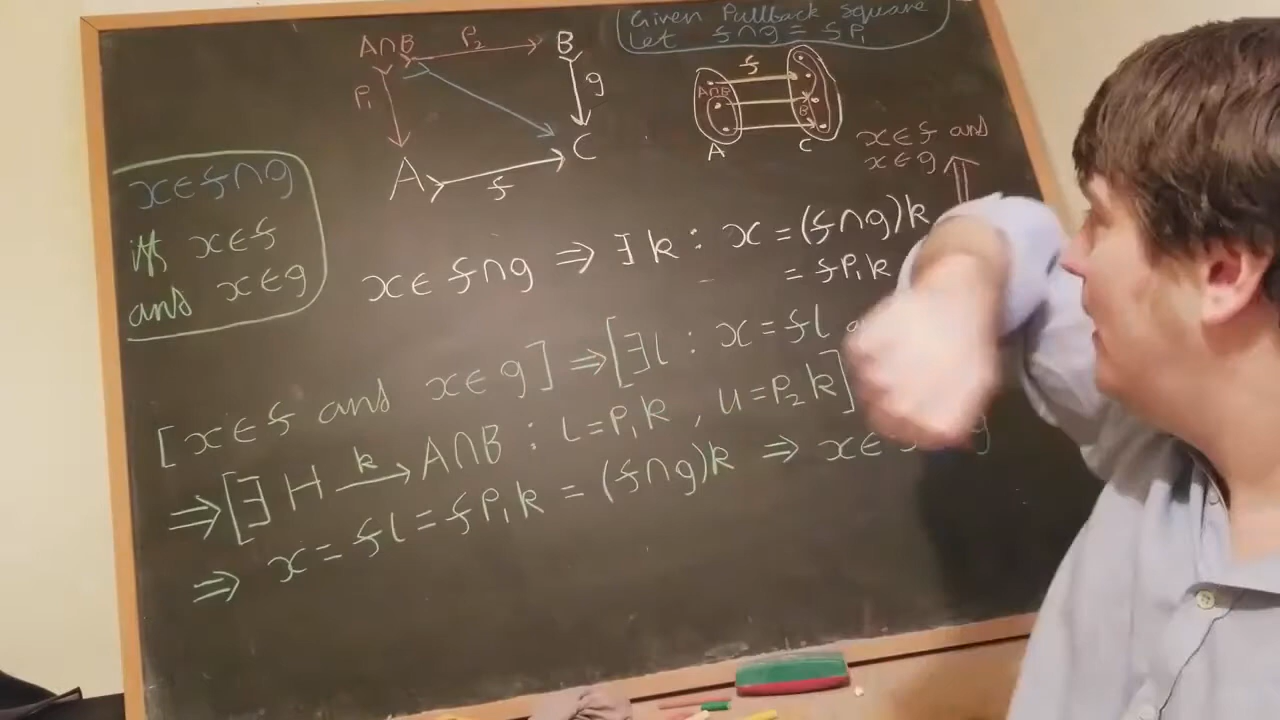 Given Pullback Square
Let f∩g = fP₁
A∩B P₂ B
P₁ g
A f C
f
A∩B B
A C
x∈f and
x∈g
x∈f∩g
iff x∈f
and x∈g
x∈f∩g ⇒ ∃k : x=(f∩g)k
= fP₁k
[x∈f and x∈g] ⇒ [∃l : x=fl
⇒[∃ H k→ A∩B : l=P₁k , u=P₂k]
⇒ x=fl=fP₁k=(f∩g)k ⇒ x∈ g